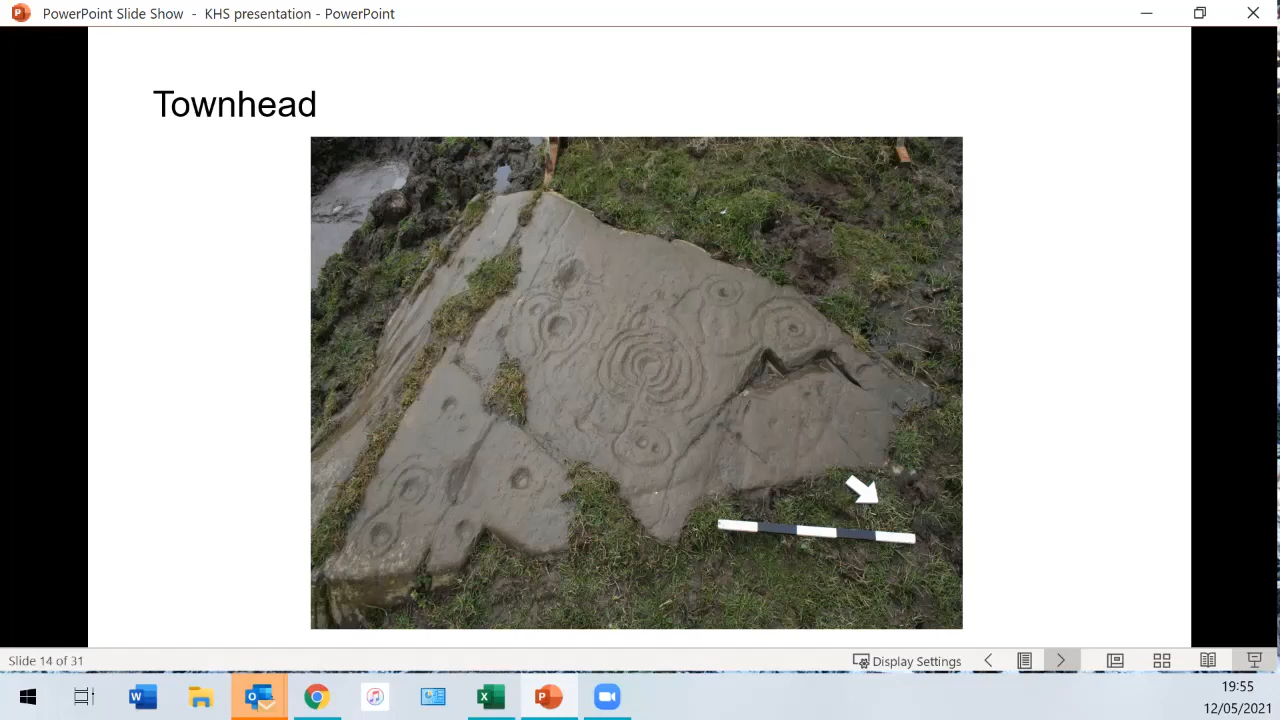 PowerPoint Slide Show - KHS presentation - PowerPoint
Townhead
Slide 14 of 31
Display Settings
19:55
12/05/2021